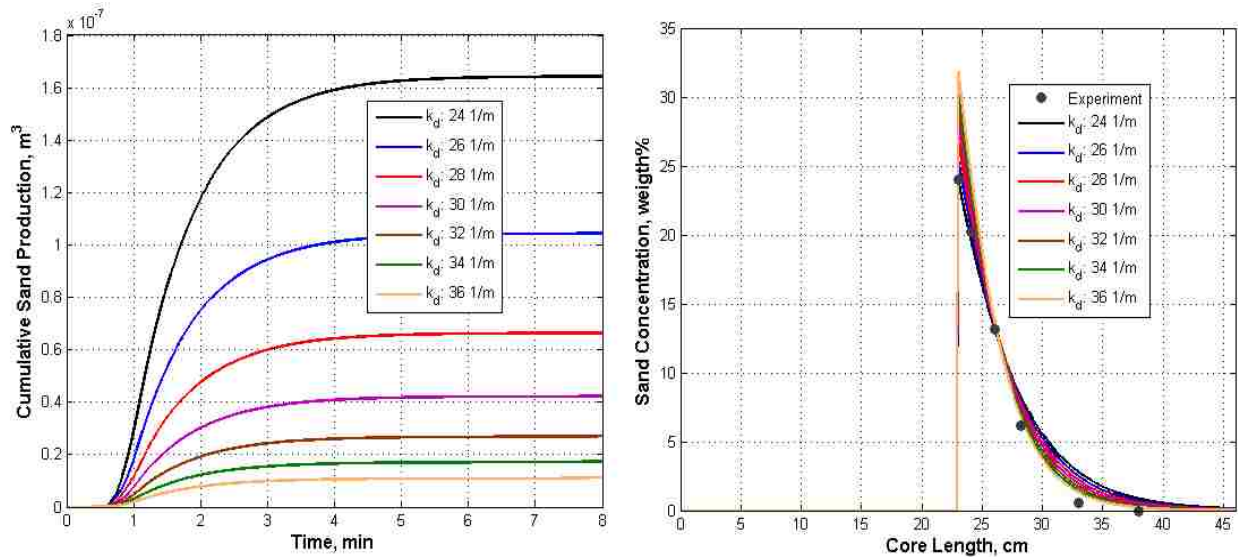 x 10⁻⁷
1.8
1.6
1.4
1.2
1
0.8
0.6
0.4
0.2
0
Cumulative Sand Production, m³
k_d: 24 1/m
k_d: 26 1/m
k_d: 28 1/m
k_d: 30 1/m
k_d: 32 1/m
k_d: 34 1/m
k_d: 36 1/m
0 1 2 3 4 5 6 7 8
Time, min
35
30
25
20
15
10
5
0
Sand Concentration, weigth%
Experiment
k_d: 24 1/m
k_d: 26 1/m
k_d: 28 1/m
k_d: 30 1/m
k_d: 32 1/m
k_d: 34 1/m
k_d: 36 1/m
0 5 10 15 20 25 30 35 40 45
Core Length, cm